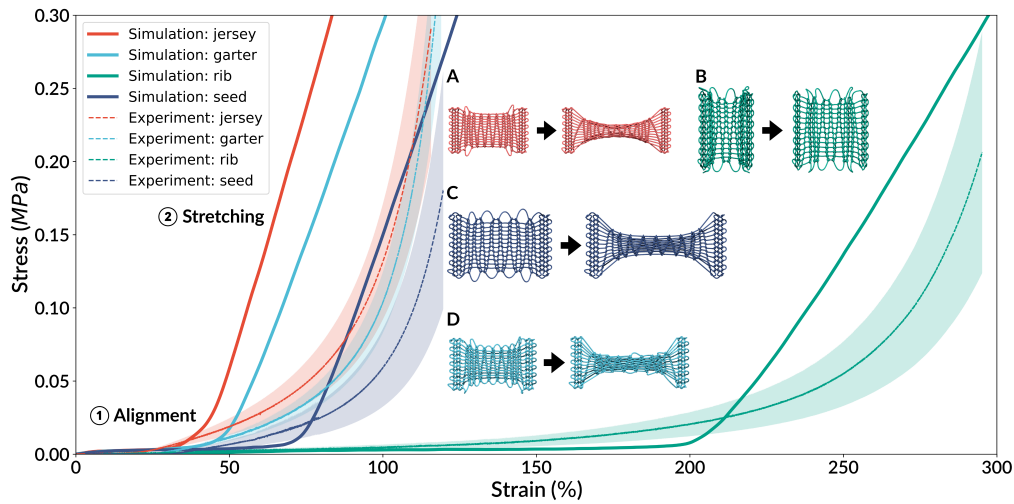 Stress (MPa)
0.30
0.25
0.20
0.15
0.10
0.05
0.00
Simulation: jersey
Simulation: garter
Simulation: rib
Simulation: seed
Experiment: jersey
Experiment: garter
Experiment: rib
Experiment: seed
② Stretching
① Alignment
A
B
C
D
0 50 100 150 200 250 300
Strain (%)